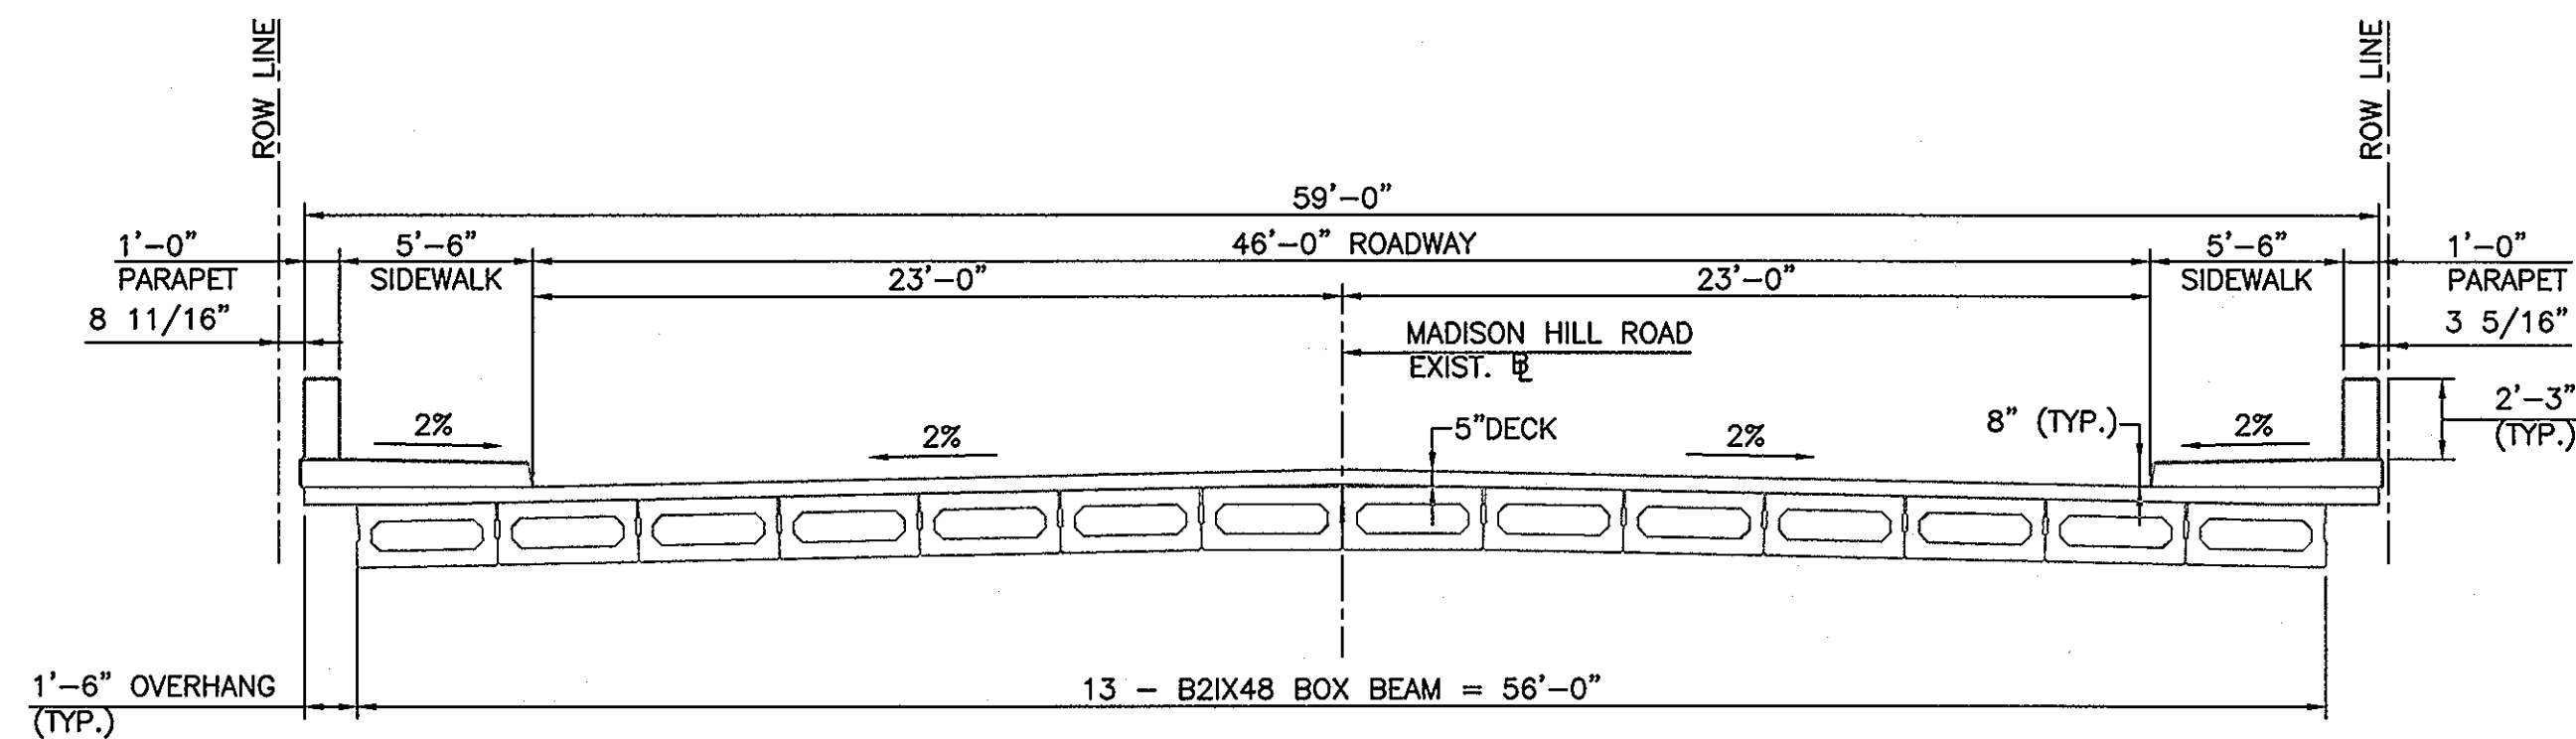 ROW LINE
ROW LINE
59'-0"
1'-0"
PARAPET
5'-6"
SIDEWALK
46'-0" ROADWAY
5'-6"
SIDEWALK
1'-0"
PARAPET
23'-0"
23'-0"
8 11/16"
3 5/16"
MADISON HILL ROAD
EXIST. BL
2'-3"
(TYP.)
2%
2%
5"DECK
2%
8" (TYP.)
2%
1'-6" OVERHANG
(TYP.)
13 - B2IX48 BOX BEAM = 56'-0"